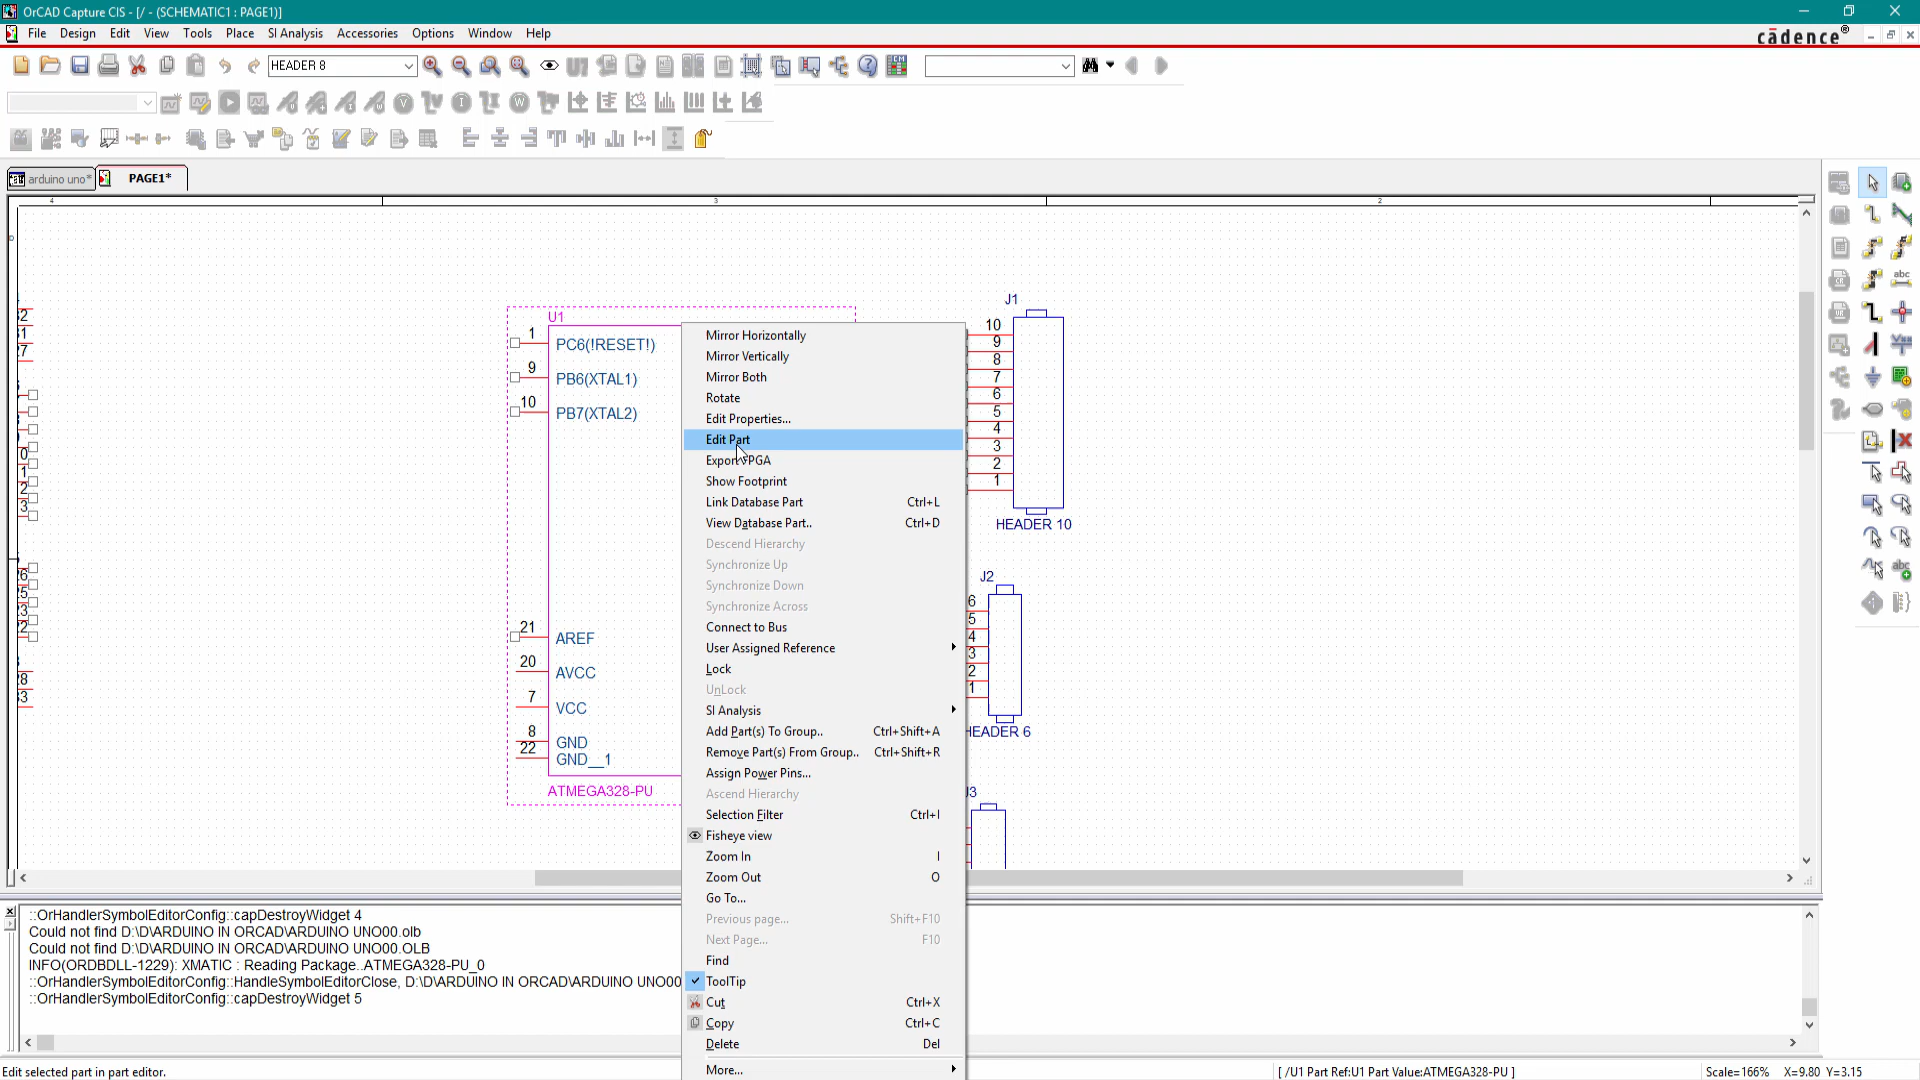 OrCAD Capture CIS - [/ - (SCHEMATIC1 : PAGE1)]
File Design Edit View Tools Place SI Analysis Accessories Options Window Help
cādence®
HEADER 8
arduino uno*
PAGE1*
4
3
2
U1
1 PC6(!RESET!)
9 PB6(XTAL1)
10 PB7(XTAL2)
21 AREF
20 AVCC
7 VCC
8 GND
22 GND__1
ATMEGA328-PU
Mirror Horizontally
Mirror Vertically
Mirror Both
Rotate
Edit Properties...
Edit Part
Export FPGA
Show Footprint
Link Database Part Ctrl+L
View Database Part.. Ctrl+D
Descend Hierarchy
Synchronize Up
Synchronize Down
Synchronize Across
Connect to Bus
User Assigned Reference
Lock
UnLock
SI Analysis
Add Part(s) To Group.. Ctrl+Shift+A
Remove Part(s) From Group.. Ctrl+Shift+R
Assign Power Pins...
Ascend Hierarchy
Selection Filter Ctrl+I
Fisheye view
Zoom In I
Zoom Out O
Go To...
Previous page... Shift+F10
Next Page... F10
Find
ToolTip
Cut Ctrl+X
Copy Ctrl+C
Delete Del
More...
J1
10
9
8
7
6
5
4
3
2
1
HEADER 10
J2
6
5
4
3
2
1
HEADER 6
J3
::OrHandlerSymbolEditorConfig::capDestroyWidget 4
Could not find D:\D\ARDUINO IN ORCAD\ARDUINO UNO00.olb
Could not find D:\D\ARDUINO IN ORCAD\ARDUINO UNO00.OLB
INFO(ORDBDLL-1229): XMATIC : Reading Package..ATMEGA328-PU_0
::OrHandlerSymbolEditorConfig::HandleSymbolEditorClose, D:\D\ARDUINO IN ORCAD\ARDUINO UNO00
::OrHandlerSymbolEditorConfig::capDestroyWidget 5
Edit selected part in part editor.
[ /U1 Part Ref:U1 Part Value:ATMEGA328-PU ]
Scale=166% X=9.80 Y=3.15